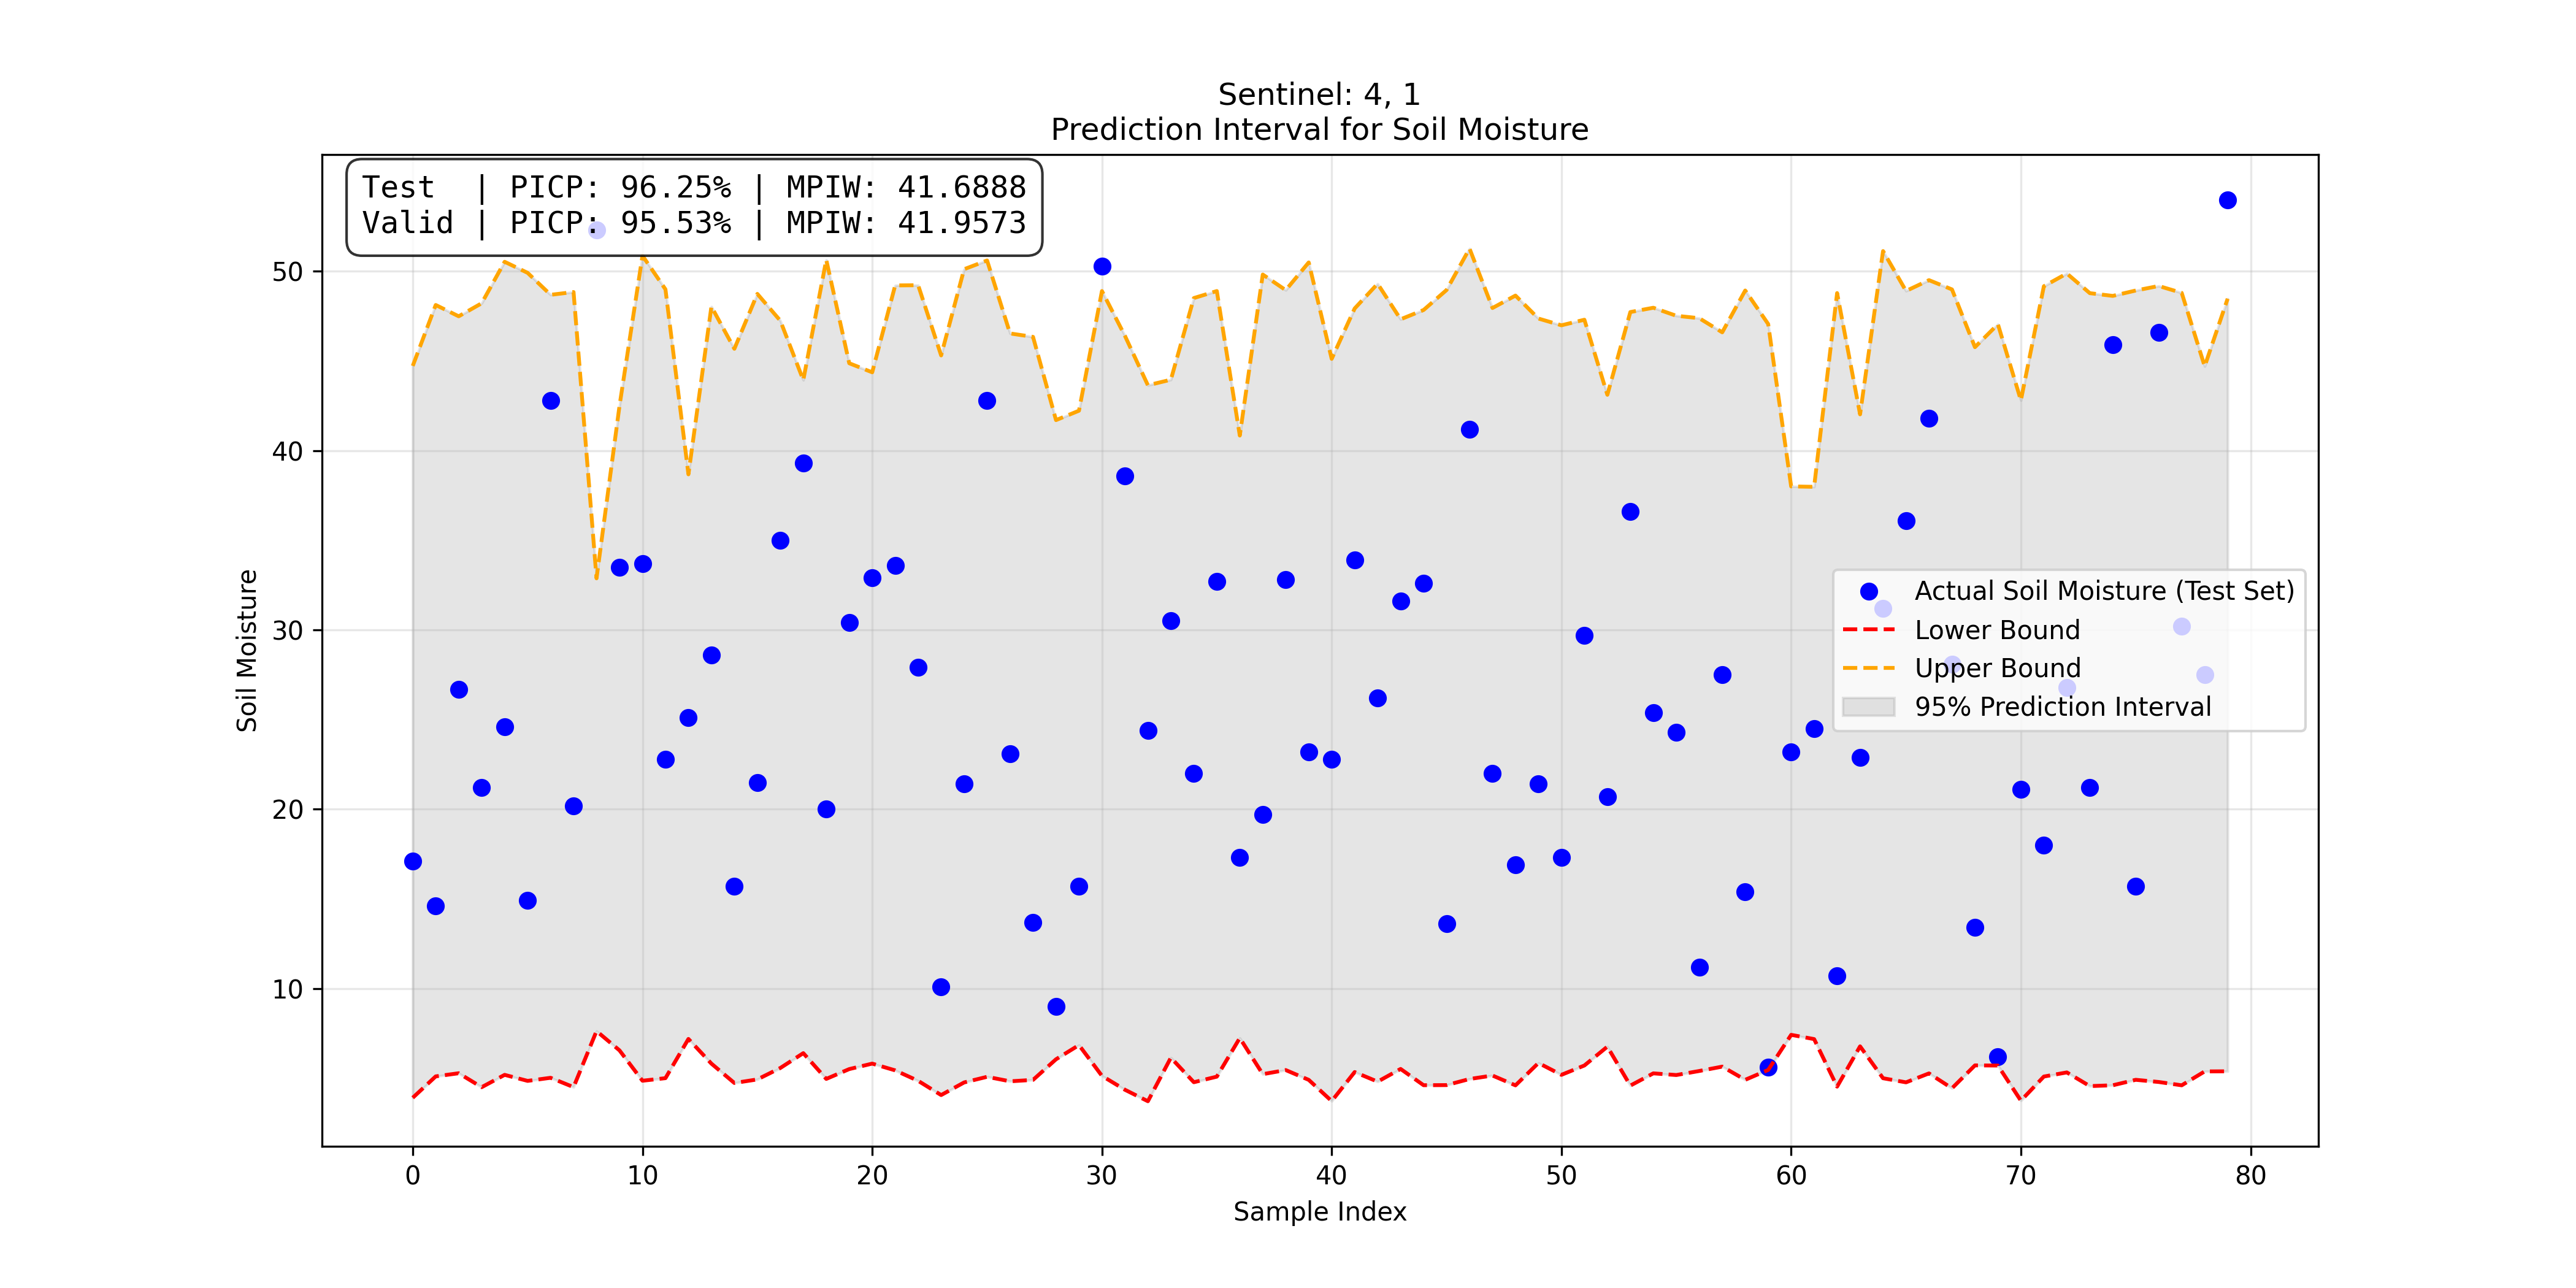 Sentinel: 4, 1
Prediction Interval for Soil Moisture
Test  | PICP: 96.25% | MPIW: 41.6888
Valid | PICP: 95.53% | MPIW: 41.9573
50
40
30
20
10
Soil Moisture
Actual Soil Moisture (Test Set)
Lower Bound
Upper Bound
95% Prediction Interval
0 10 20 30 40 50 60 70 80
Sample Index